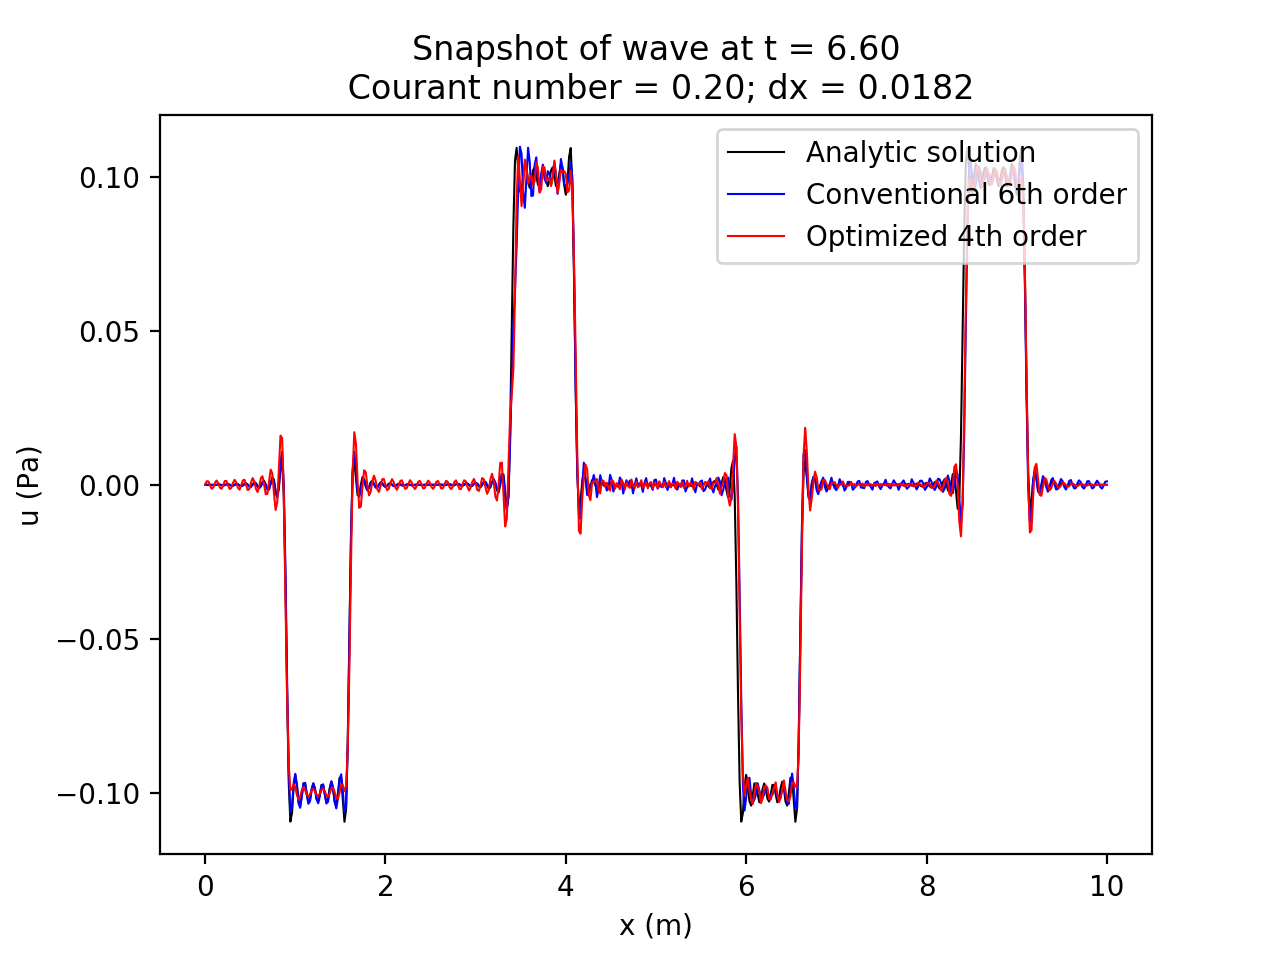 Snapshot of wave at t = 6.60
Courant number = 0.20; dx = 0.0182
Analytic solution
Conventional 6th order
Optimized 4th order
0.10
0.05
0.00
−0.05
−0.10
u (Pa)
0 2 4 6 8 10
x (m)